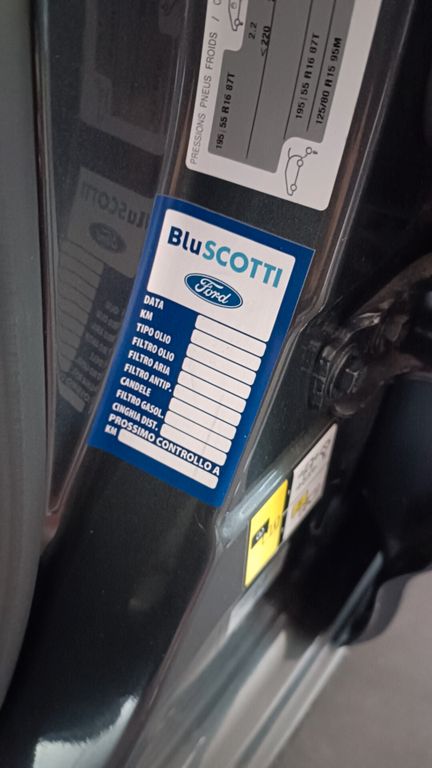 PRESSIONS PNEUS FROIDS /
2.2
≤220
195/55 R16 87T
195/55 R16 87T
125/80 R15 95M
BluSCOTTI
Ford
DATA
KM
TIPO OLIO
FILTRO OLIO
FILTRO ARIA
FILTRO ANTIP.
CANDELE
FILTRO GASOL.
CINGHIA DIST.
PROSSIMO CONTROLLO A
KM